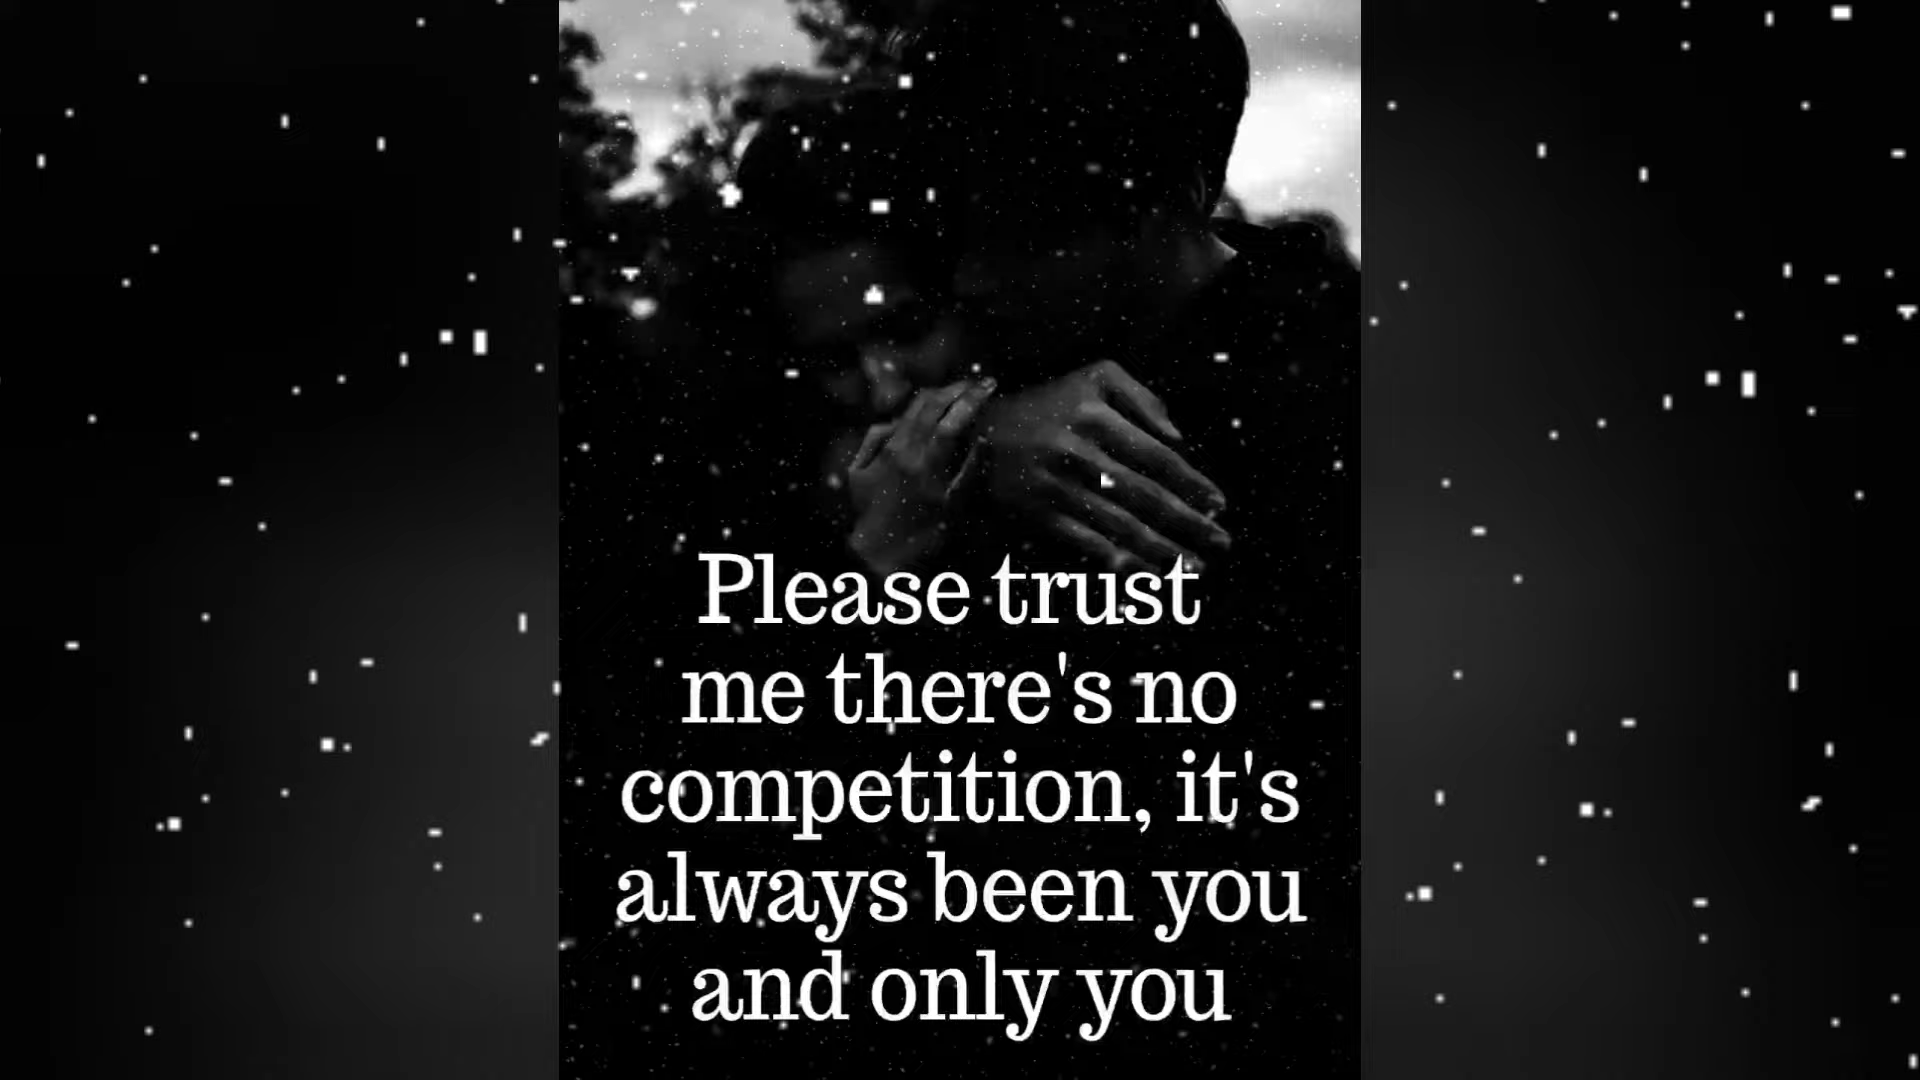 Please trust
me there's no
competition, it's
always been you
and only you